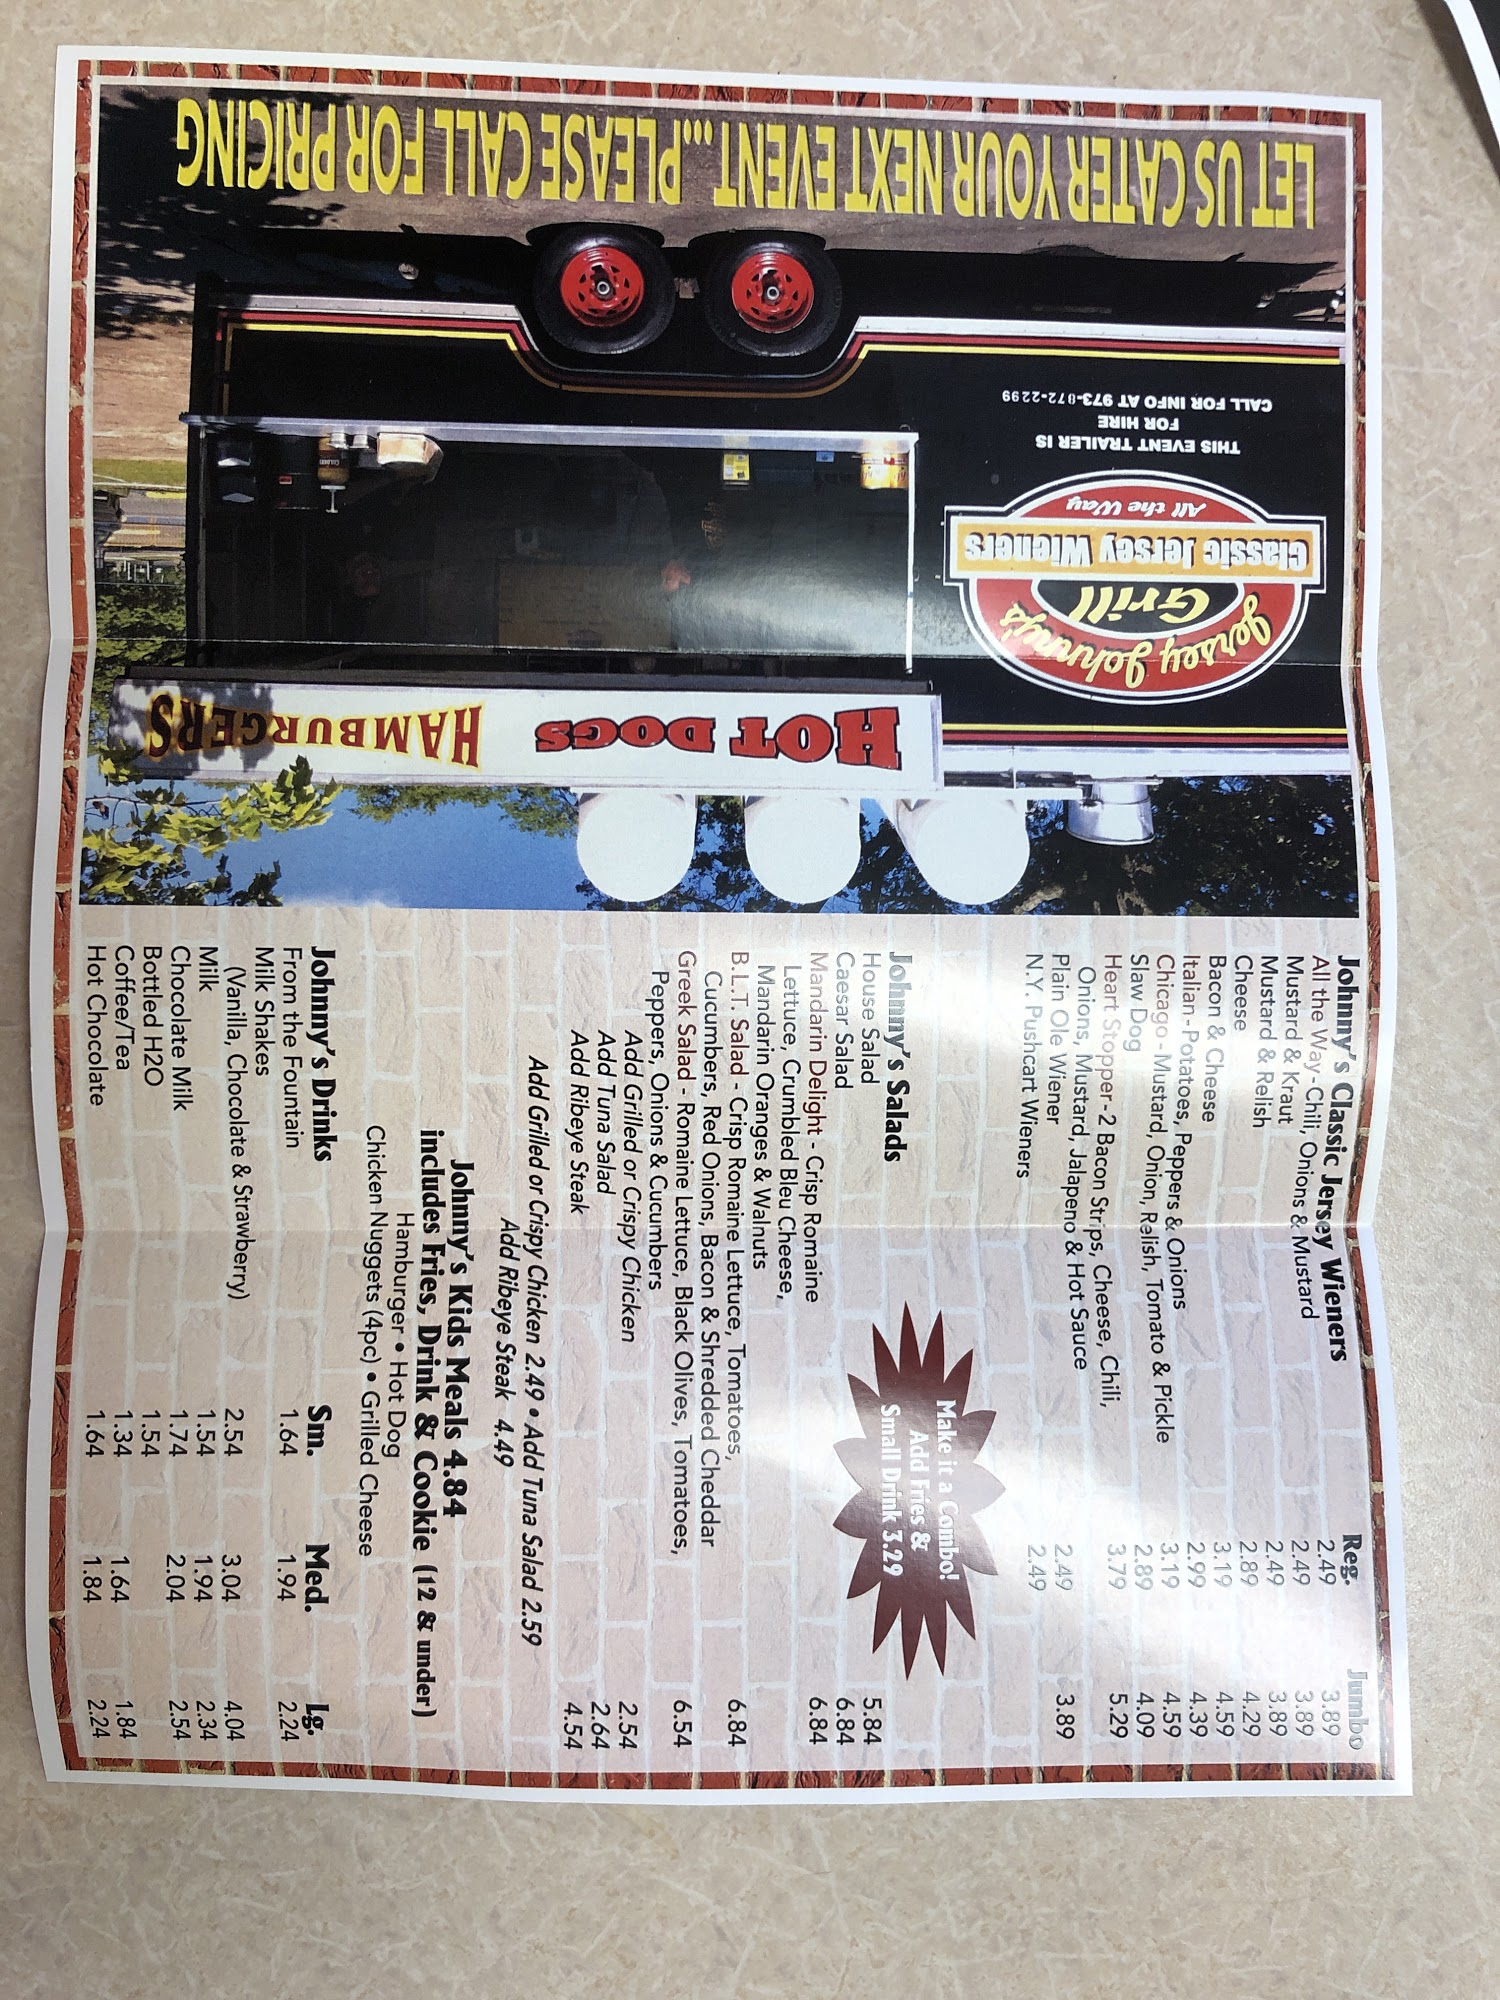 LET US CATER YOUR NEXT EVENT...PLEASE CALL FOR PRICING
HOT DOGS HAMBURGERS
Jersey Johnny's
Grill
Classic Jersey Wieners
All the Way
THIS EVENT TRAILER IS
FOR HIRE
CALL FOR INFO AT 973-872-2299
Johnny's Classic Jersey Wieners Reg. Jumbo
All the Way-Chili, Onions & Mustard 2.49 3.89
Mustard & Kraut 2.49 3.89
Mustard & Relish 2.49 3.89
Cheese 2.89 4.29
Bacon & Cheese 3.19 4.59
Italian-Potatoes, Peppers & Onions 2.99 4.39
Chicago - Mustard, Onion, Relish, Tomato & Pickle 3.19 4.59
Slaw Dog 2.89 4.09
Heart Stopper-2 Bacon Strips, Cheese, Chili, 3.79 5.29
Onions, Mustard, Jalapeno & Hot Sauce
Plain Ole Wiener 2.49 3.89
N.Y. Pushcart Wieners 2.49
Make it a Combo!
Add Fries &
Small Drink 3.29
Johnny's Salads
House Salad 5.84
Caesar Salad 6.84
Mandarin Delight - Crisp Romaine 6.84
Lettuce, Crumbled Bleu Cheese,
Mandarin Oranges & Walnuts
B.L.T. Salad - Crisp Romaine Lettuce, Tomatoes, 6.84
Cucumbers, Red Onions, Bacon & Shredded Cheddar
Greek Salad - Romaine Lettuce, Black Olives, Tomatoes, 6.54
Peppers, Onions & Cucumbers
Add Grilled or Crispy Chicken 2.54
Add Tuna Salad 2.64
Add Ribeye Steak 4.54
Add Grilled or Crispy Chicken 2.49 • Add Tuna Salad 2.59
Add Ribeye Steak 4.49
Johnny's Kids Meals 4.84
includes Fries, Drink & Cookie (12 & under)
Hamburger • Hot Dog
Chicken Nuggets (4pc) • Grilled Cheese
Johnny's Drinks Sm. Med. Lg.
From the Fountain 1.64 1.94 2.24
Milk Shakes
(Vanilla, Chocolate & Strawberry) 2.54 3.04 4.04
Milk 1.54 1.94 2.34
Chocolate Milk 1.74 2.04 2.54
Bottled H2O 1.54
Coffee/Tea 1.34 1.64 1.84
Hot Chocolate 1.64 1.84 2.24